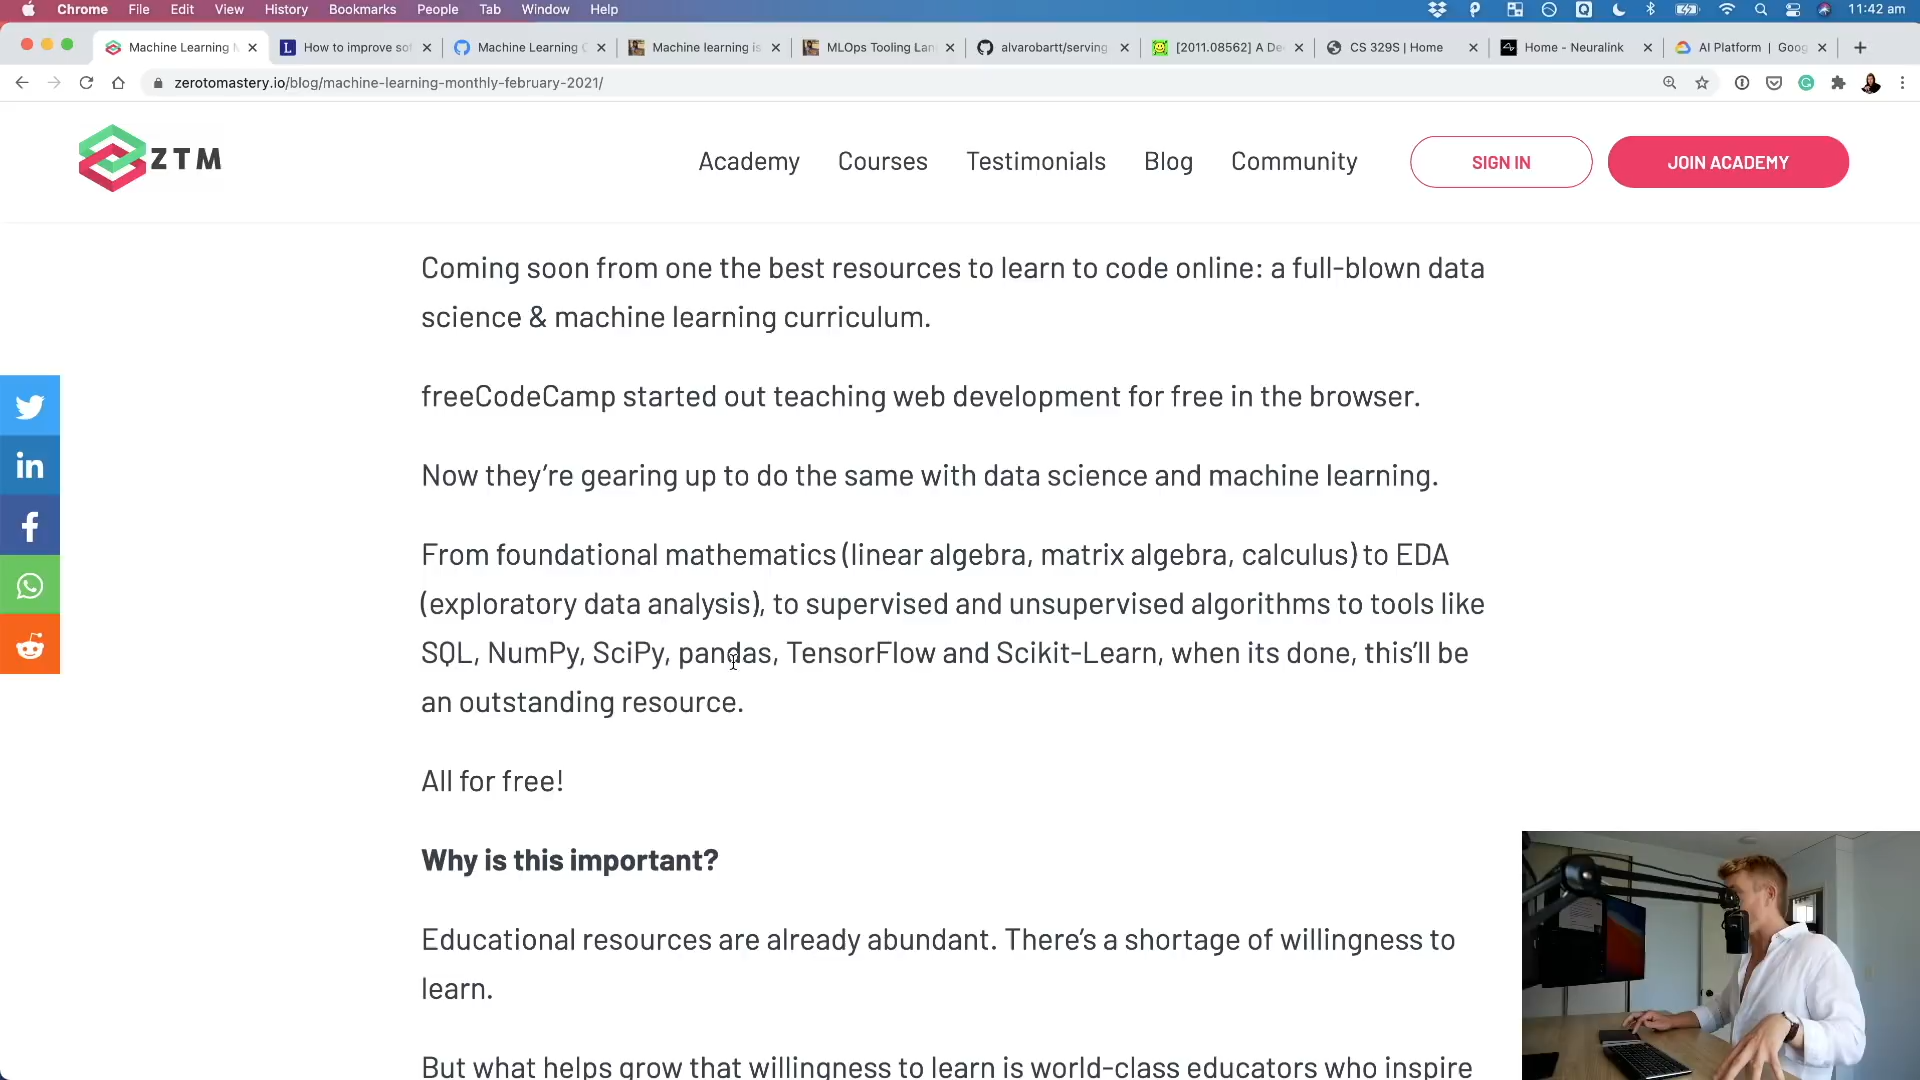 Chrome File Edit View History Bookmarks People Tab Window Help 11:42 am
Machine Learning M How to improve sof Machine Learning Machine learning is MLOps Tooling Lan alvarobartt/serving [2011.08562] A De CS 329S | Home Home - Neuralink AI Platform | Goog
zerotomastery.io/blog/machine-learning-monthly-february-2021/
ZTM Academy Courses Testimonials Blog Community SIGN IN JOIN ACADEMY
Coming soon from one the best resources to learn to code online: a full-blown data
science & machine learning curriculum.
freeCodeCamp started out teaching web development for free in the browser.
Now they're gearing up to do the same with data science and machine learning.
From foundational mathematics (linear algebra, matrix algebra, calculus) to EDA
(exploratory data analysis), to supervised and unsupervised algorithms to tools like
SQL, NumPy, SciPy, pandas, TensorFlow and Scikit-Learn, when its done, this'll be
an outstanding resource.
All for free!
Why is this important?
Educational resources are already abundant. There's a shortage of willingness to
learn.
But what helps grow that willingness to learn is world-class educators who inspire